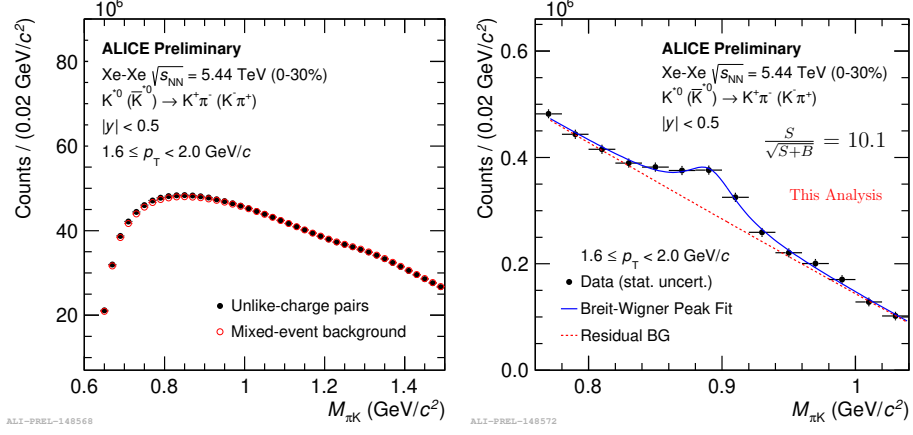 10⁶
Counts / (0.02 GeV/c²)
80
60
40
20
0.6 0.8 1 1.2 1.4
M_πK (GeV/c²)
ALICE Preliminary
Xe-Xe √s_NN = 5.44 TeV (0-30%)
K*⁰ (K̅*⁰) → K⁺π⁻ (K⁻π⁺)
|y| < 0.5
1.6 ≤ p_T < 2.0 GeV/c
Unlike-charge pairs
Mixed-event background
ALI-PREL-148568
10⁶
Counts / (0.02 GeV/c²)
0.6
0.4
0.2
0.0
0.8 0.9 1
M_πK (GeV/c²)
ALICE Preliminary
Xe-Xe √s_NN = 5.44 TeV (0-30%)
K*⁰ (K̅*⁰) → K⁺π⁻ (K⁻π⁺)
|y| < 0.5
S/√S+B = 10.1
This Analysis
1.6 ≤ p_T < 2.0 GeV/c
Data (stat. uncert.)
Breit-Wigner Peak Fit
Residual BG
ALI-PREL-148572